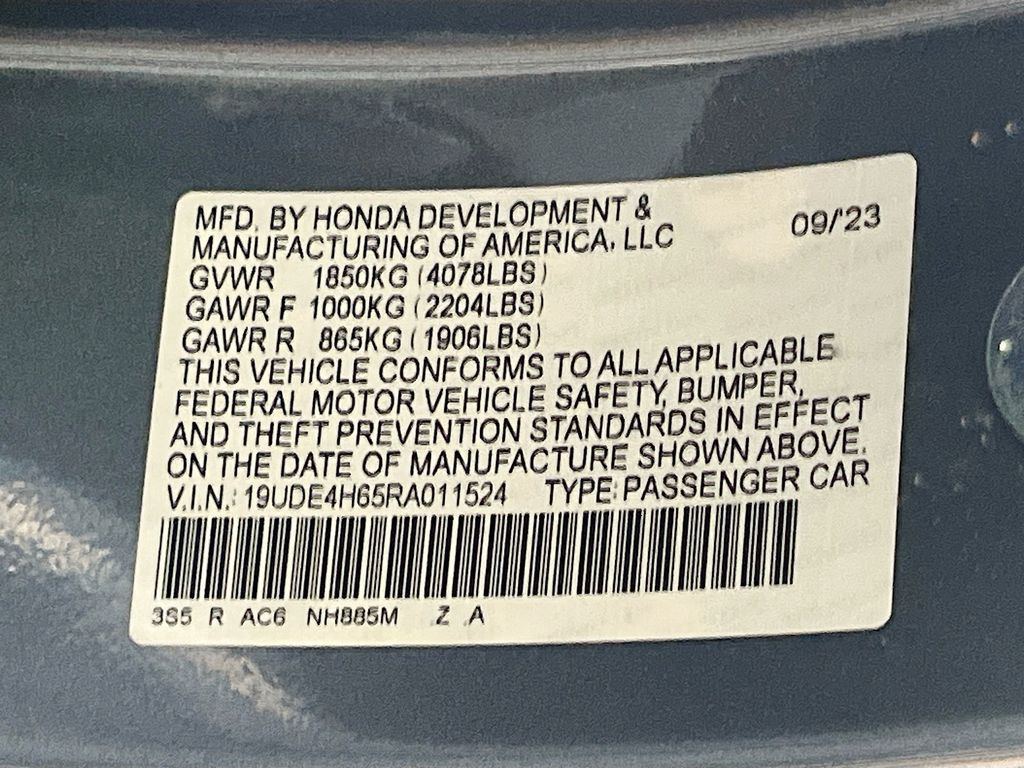 MFD. BY HONDA DEVELOPMENT & 09/'23
MANUFACTURING OF AMERICA, LLC
GVWR 1850KG (4078LBS)
GAWR F 1000KG (2204LBS)
GAWR R 865KG (1906LBS)
THIS VEHICLE CONFORMS TO ALL APPLICABLE
FEDERAL MOTOR VEHICLE SAFETY, BUMPER,
AND THEFT PREVENTION STANDARDS IN EFFECT
ON THE DATE OF MANUFACTURE SHOWN ABOVE.
V.I.N.: 19UDE4H65RA011524 TYPE: PASSENGER CAR
3S5 R AC6 NH885M Z A